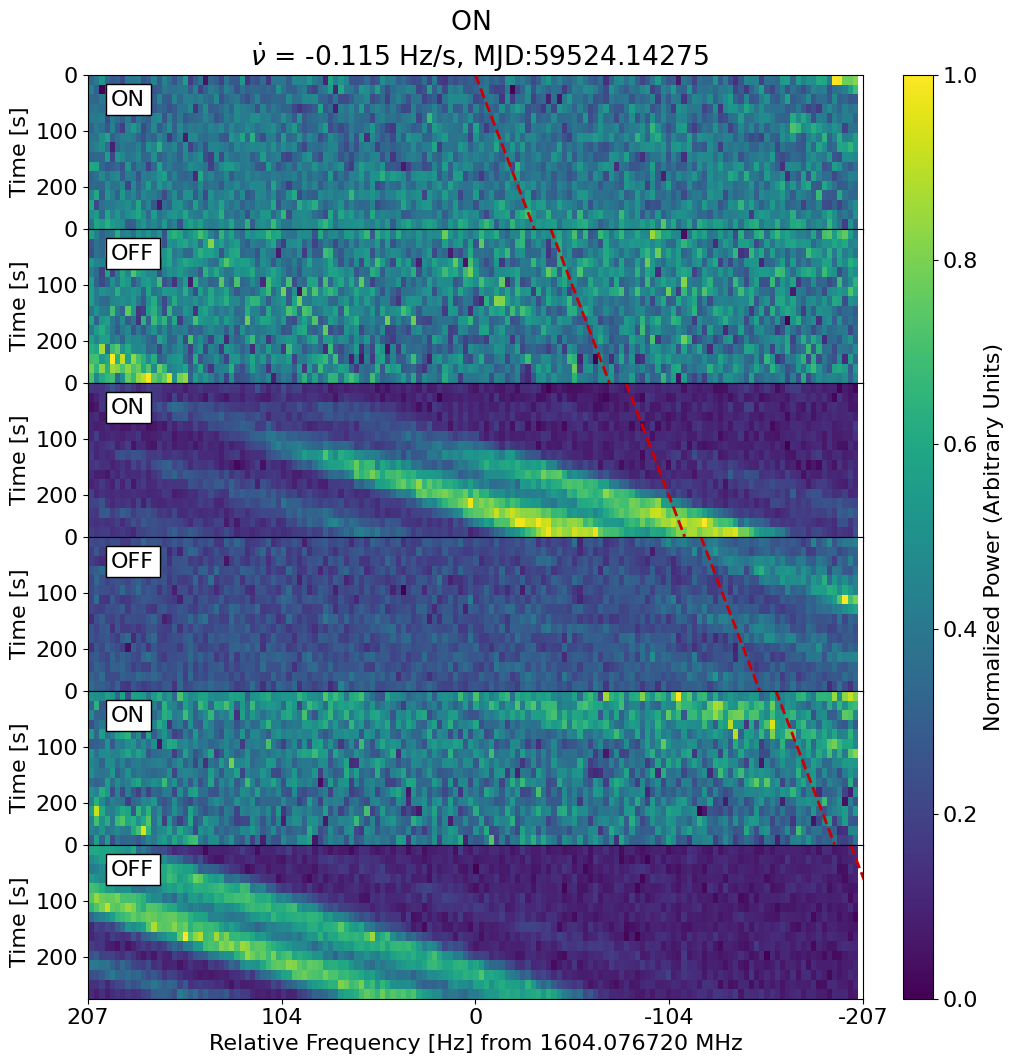 ON
ν̇ = -0.115 Hz/s, MJD:59524.14275
0
100
200
Time [s]
ON
0
100
200
Time [s]
OFF
0
100
200
Time [s]
ON
0
100
200
Time [s]
OFF
0
100
200
Time [s]
ON
0
100
200
Time [s]
OFF
207 104 0 -104 -207
Relative Frequency [Hz] from 1604.076720 MHz
1.0
0.8
0.6
0.4
0.2
0.0
Normalized Power (Arbitrary Units)